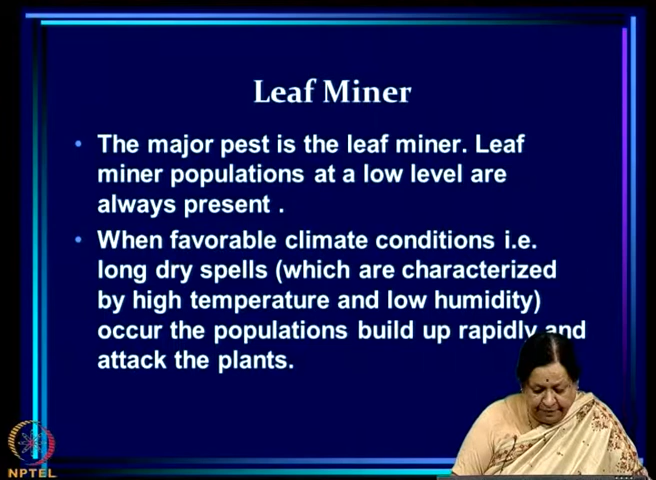 Leaf Miner
• The major pest is the leaf miner. Leaf
miner populations at a low level are
always present .
• When favorable climate conditions i.e.
long dry spells (which are characterized
by high temperature and low humidity)
occur the populations build up rapidly and
attack the plants.
NPTEL